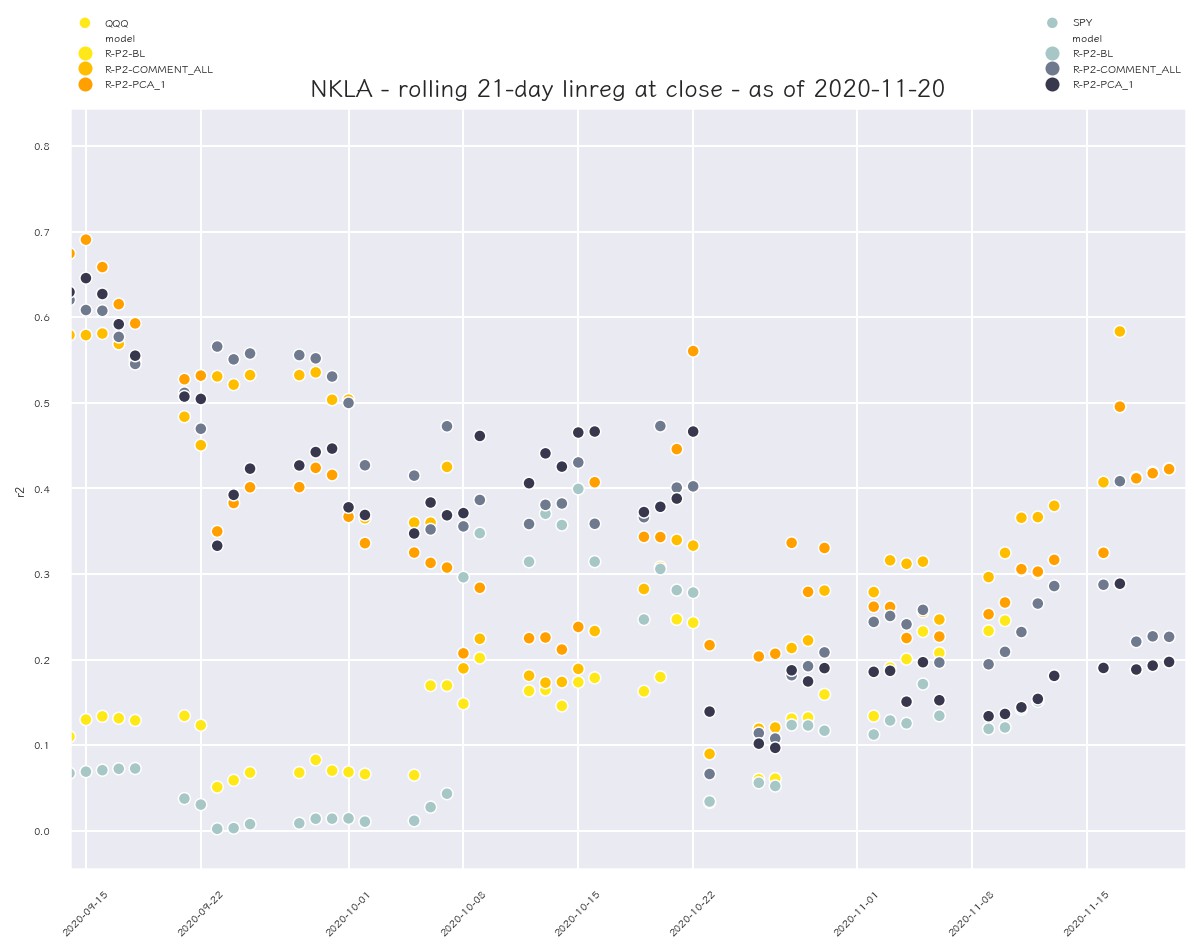 QQQ
model
R-P2-BL
R-P2-COMMENT_ALL
R-P2-PCA_1
SPY
model
R-P2-BL
R-P2-COMMENT_ALL
R-P2-PCA_1
NKLA - rolling 21-day linreg at close - as of 2020-11-20
0.8
0.7
0.6
0.5
0.4
0.3
0.2
0.1
0.0
r2
2020-09-15
2020-09-22
2020-10-01
2020-10-08
2020-10-15
2020-10-22
2020-11-01
2020-11-08
2020-11-15